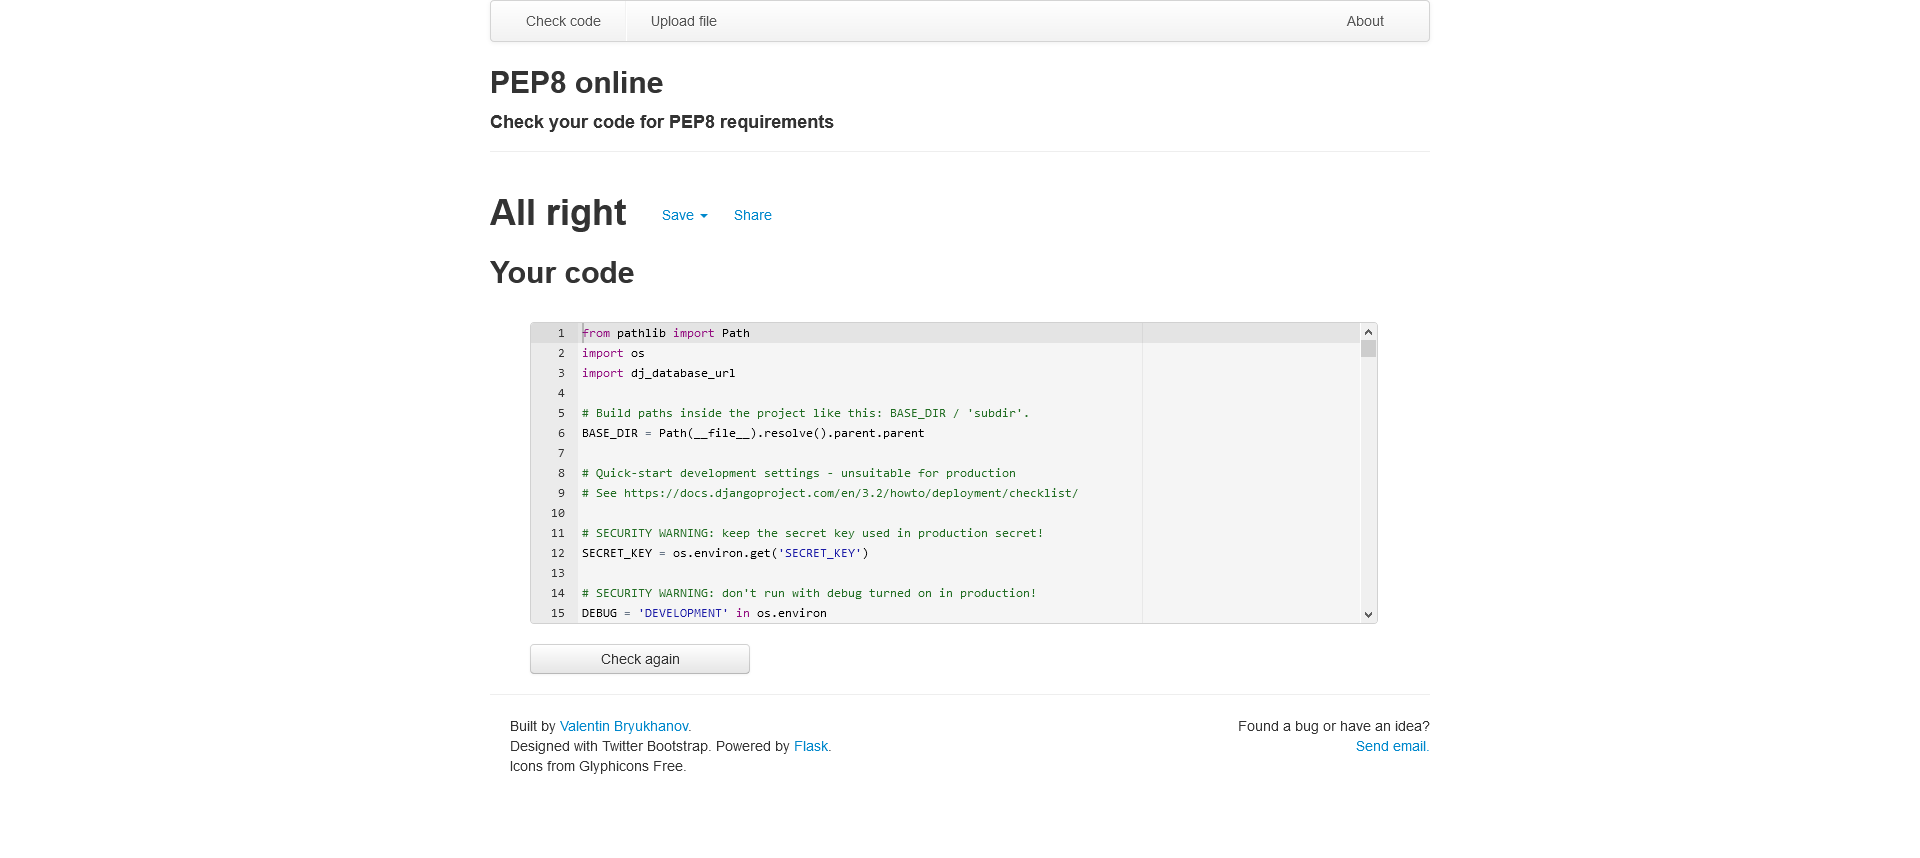 Check code
Upload file
About
PEP8 online
Check your code for PEP8 requirements
All right
Save
Share
Your code
1 from pathlib import Path
2 import os
3 import dj_database_url
4
5 # Build paths inside the project like this: BASE_DIR / 'subdir'.
6 BASE_DIR = Path(__file__).resolve().parent.parent
7
8 # Quick-start development settings - unsuitable for production
9 # See https://docs.djangoproject.com/en/3.2/howto/deployment/checklist/
10
11 # SECURITY WARNING: keep the secret key used in production secret!
12 SECRET_KEY = os.environ.get('SECRET_KEY')
13
14 # SECURITY WARNING: don't run with debug turned on in production!
15 DEBUG = 'DEVELOPMENT' in os.environ
Check again
Built by Valentin Bryukhanov.
Designed with Twitter Bootstrap. Powered by Flask.
Icons from Glyphicons Free.
Found a bug or have an idea?
Send email.